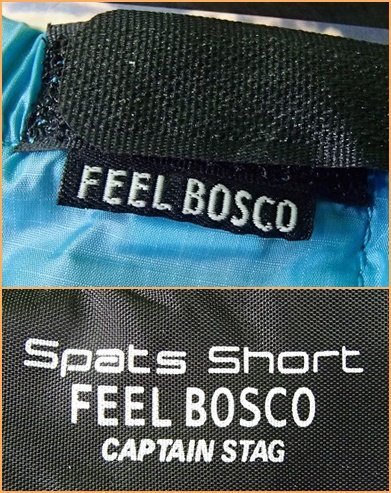 FEEL BOSCO
Spats Short
FEEL BOSCO
CAPTAIN STAG